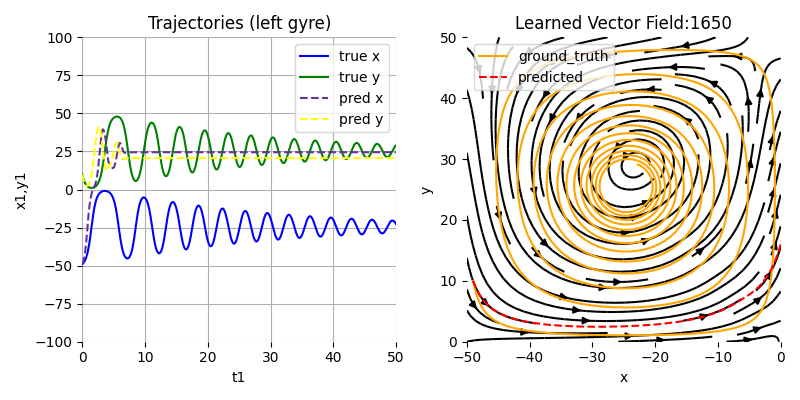 Trajectories (left gyre)
100
75
50
25
0
−25
−50
−75
−100
x1,y1
0 10 20 30 40 50
t1
true x
true y
pred x
pred y
Learned Vector Field:1650
50
40
30
20
10
0
y
−50 −40 −30 −20 −10 0
x
ground_truth
predicted